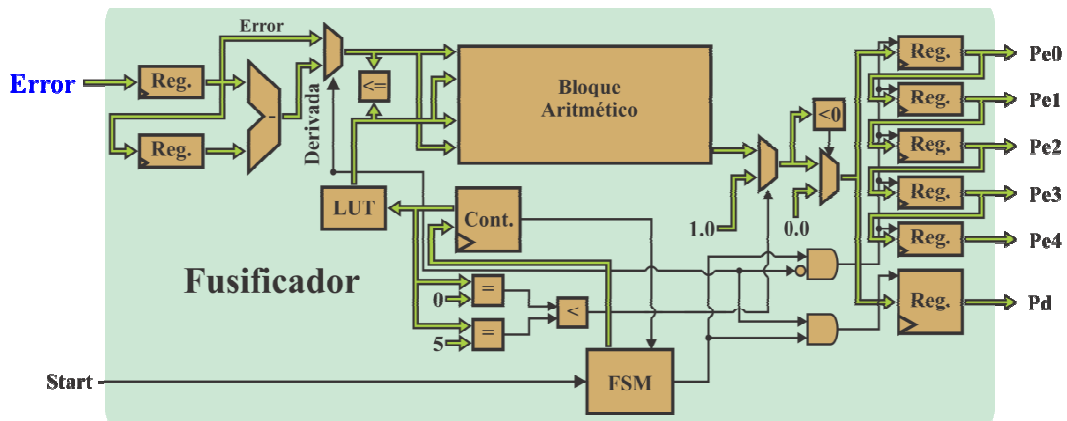 Error
Error
Reg.
Reg.
-
Derivada
<=
LUT
Bloque
Aritmético
Cont.
1.0
<0
0.0
Reg.
Pe0
Reg.
Pe1
Reg.
Pe2
Reg.
Pe3
Reg.
Pe4
Reg.
Pd
Fusificador
0
=
5
=
<
Start
FSM